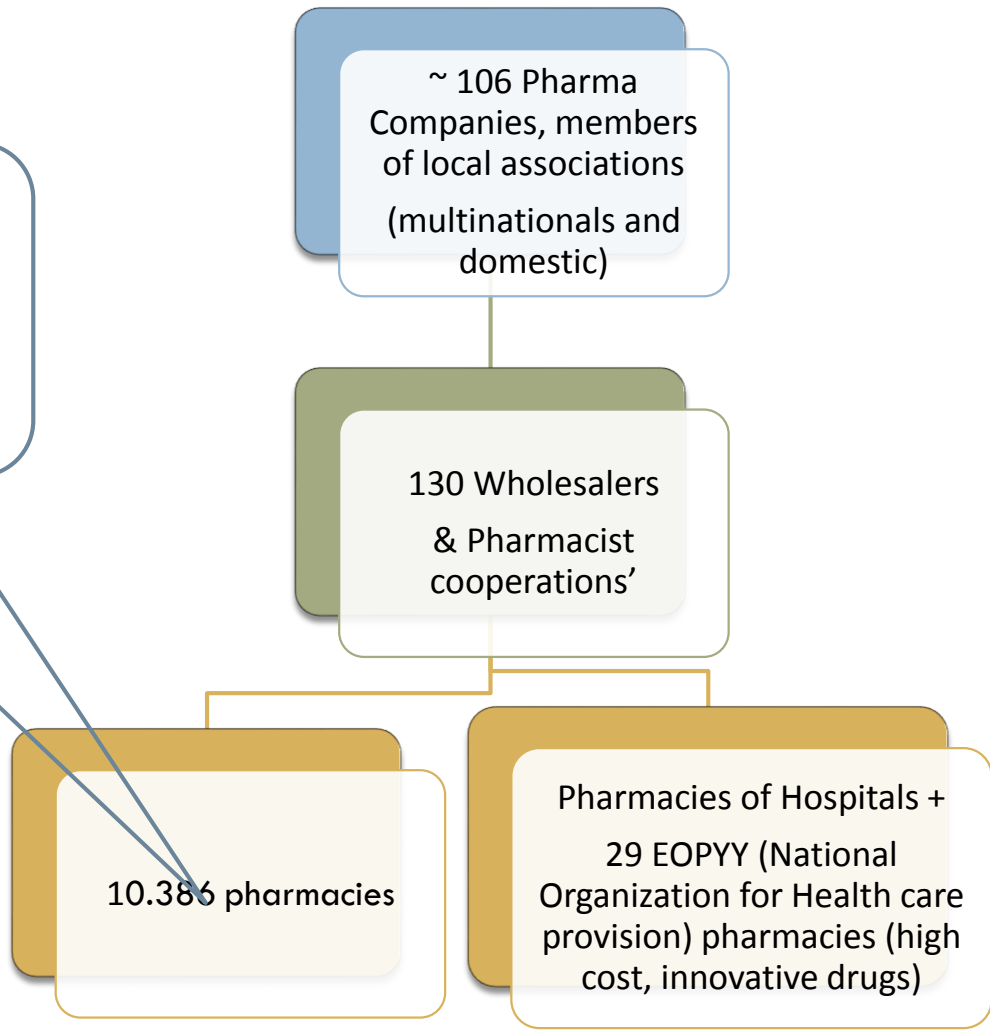 ~ 106 Pharma
Companies, members
of local associations
(multinationals and
domestic)
130 Wholesalers
& Pharmacist
cooperations’
10.386 pharmacies
Pharmacies of Hospitals +
29 EOPYY (National
Organization for Health care
provision) pharmacies (high
cost, innovative drugs)